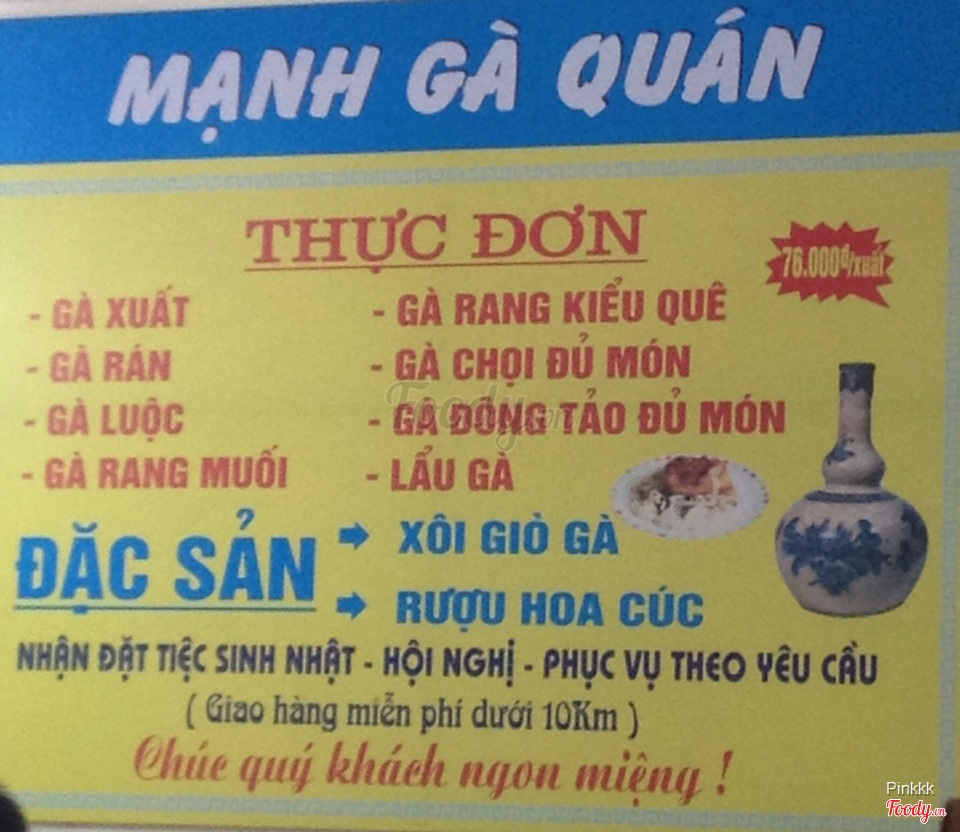 MẠNH GÀ QUÁN
THỰC ĐƠN
76.000đ/xuất
- GÀ XUẤT
- GÀ RÁN
- GÀ LUỘC
- GÀ RANG MUỐI
- GÀ RANG KIỂU QUÊ
- GÀ CHỌI ĐỦ MÓN
- GÀ ĐÔNG TẢO ĐỦ MÓN
- LẨU GÀ
Foody.vn
ĐẶC SẢN
XÔI GIÒ GÀ
RƯỢU HOA CÚC
NHẬN ĐẶT TIỆC SINH NHẬT - HỘI NGHỊ - PHỤC VỤ THEO YÊU CẦU
( Giao hàng miễn phí dưới 10Km )
Chúc quý khách ngon miệng !
Pinkkk
Foody.vn